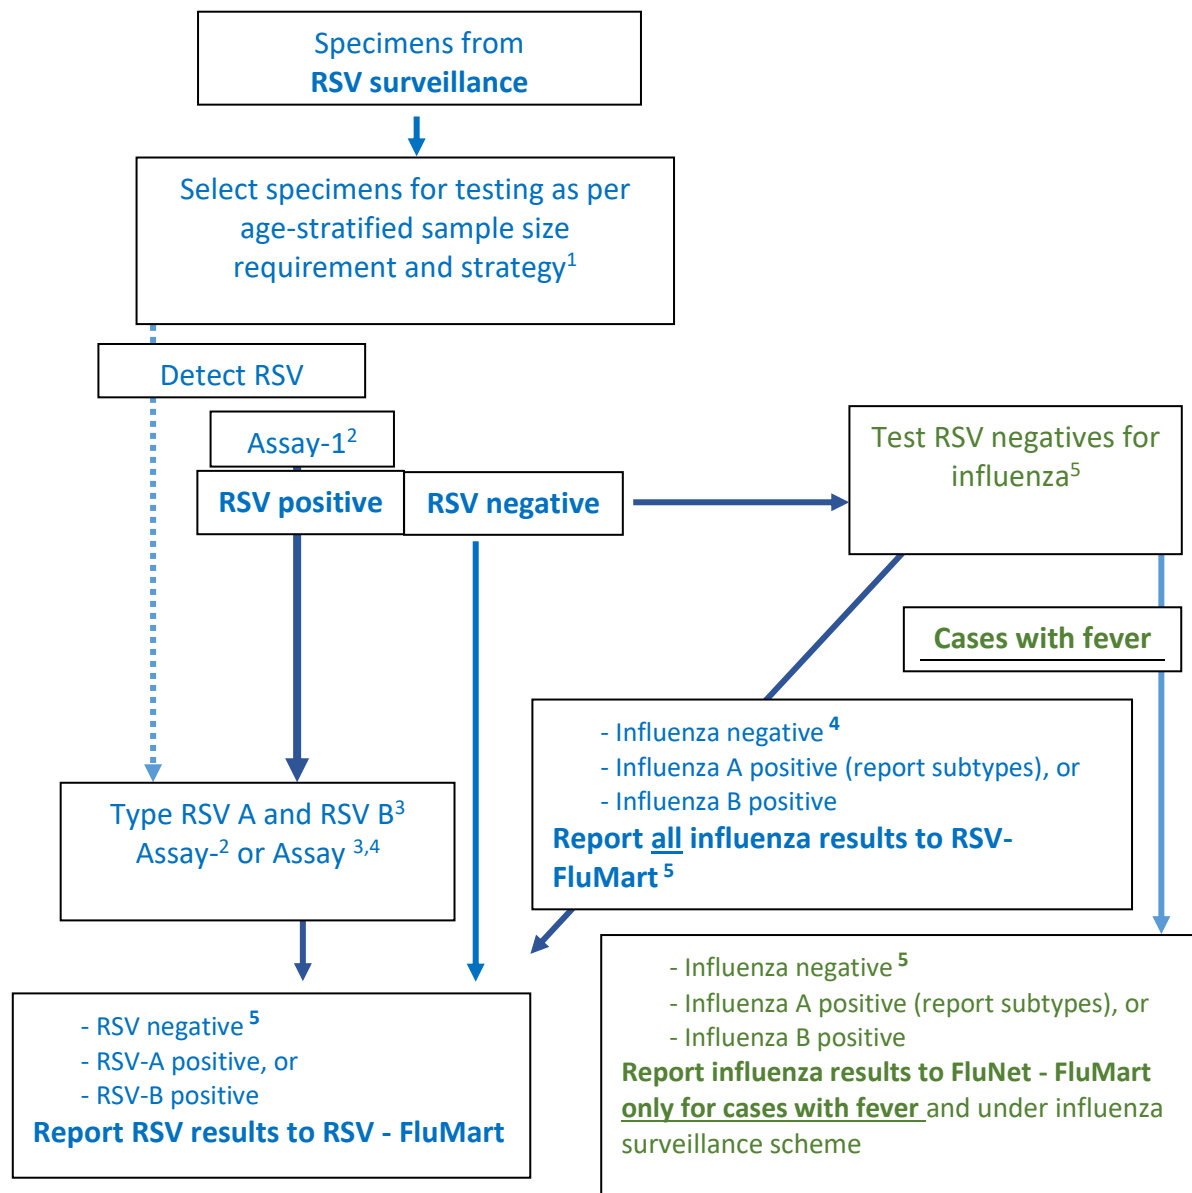 Specimens from
RSV surveillance
Select specimens for testing as per
age-stratified sample size
requirement and strategy1
Detect RSV
Assay-12
RSV positive
RSV negative
Test RSV negatives for
influenza5
Cases with fever
- Influenza negative 4
- Influenza A positive (report subtypes), or
- Influenza B positive
Report all influenza results to RSV-
FluMart 5
Type RSV A and RSV B3
Assay-2 or Assay 3,4
- RSV negative 5
- RSV-A positive, or
- RSV-B positive
Report RSV results to RSV - FluMart
- Influenza negative 5
- Influenza A positive (report subtypes), or
- Influenza B positive
Report influenza results to FluNet - FluMart
only for cases with fever and under influenza
surveillance scheme